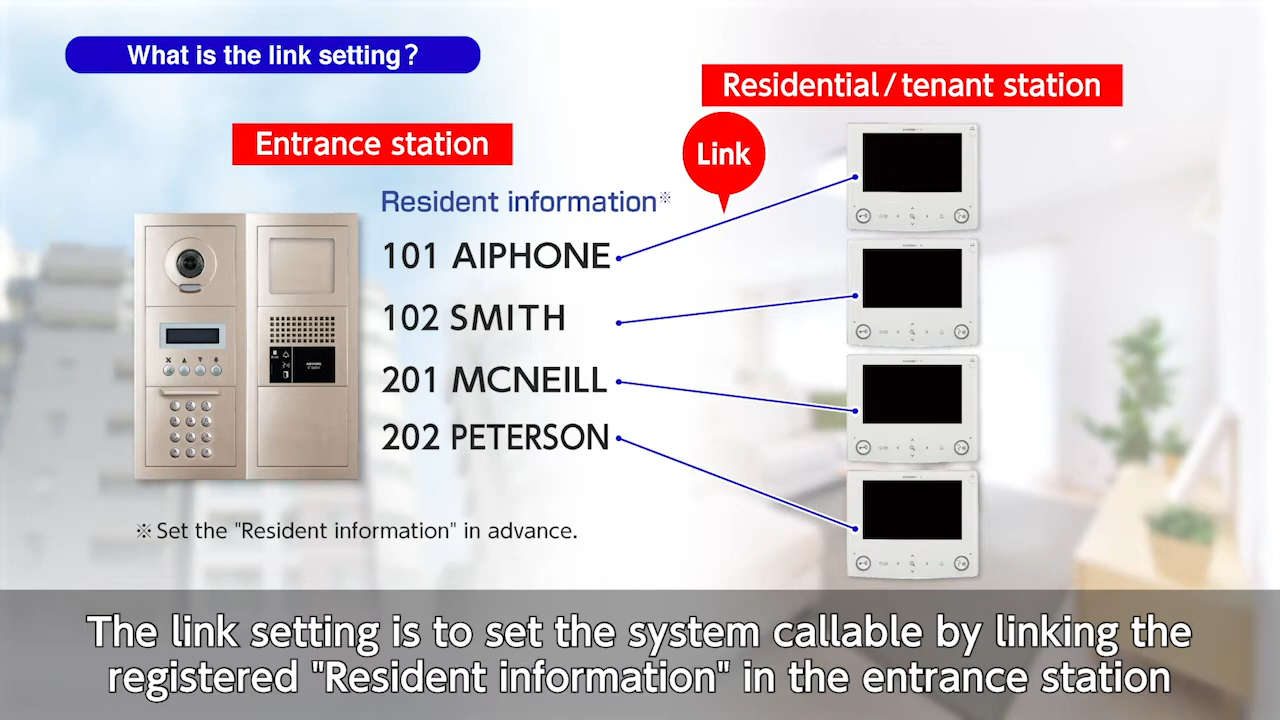 What is the link setting?
Residential/tenant station
Entrance station
Link
Resident information※
101 AIPHONE
102 SMITH
201 MCNEILL
202 PETERSON
※Set the "Resident information" in advance.
The link setting is to set the system callable by linking the
registered "Resident information" in the entrance station